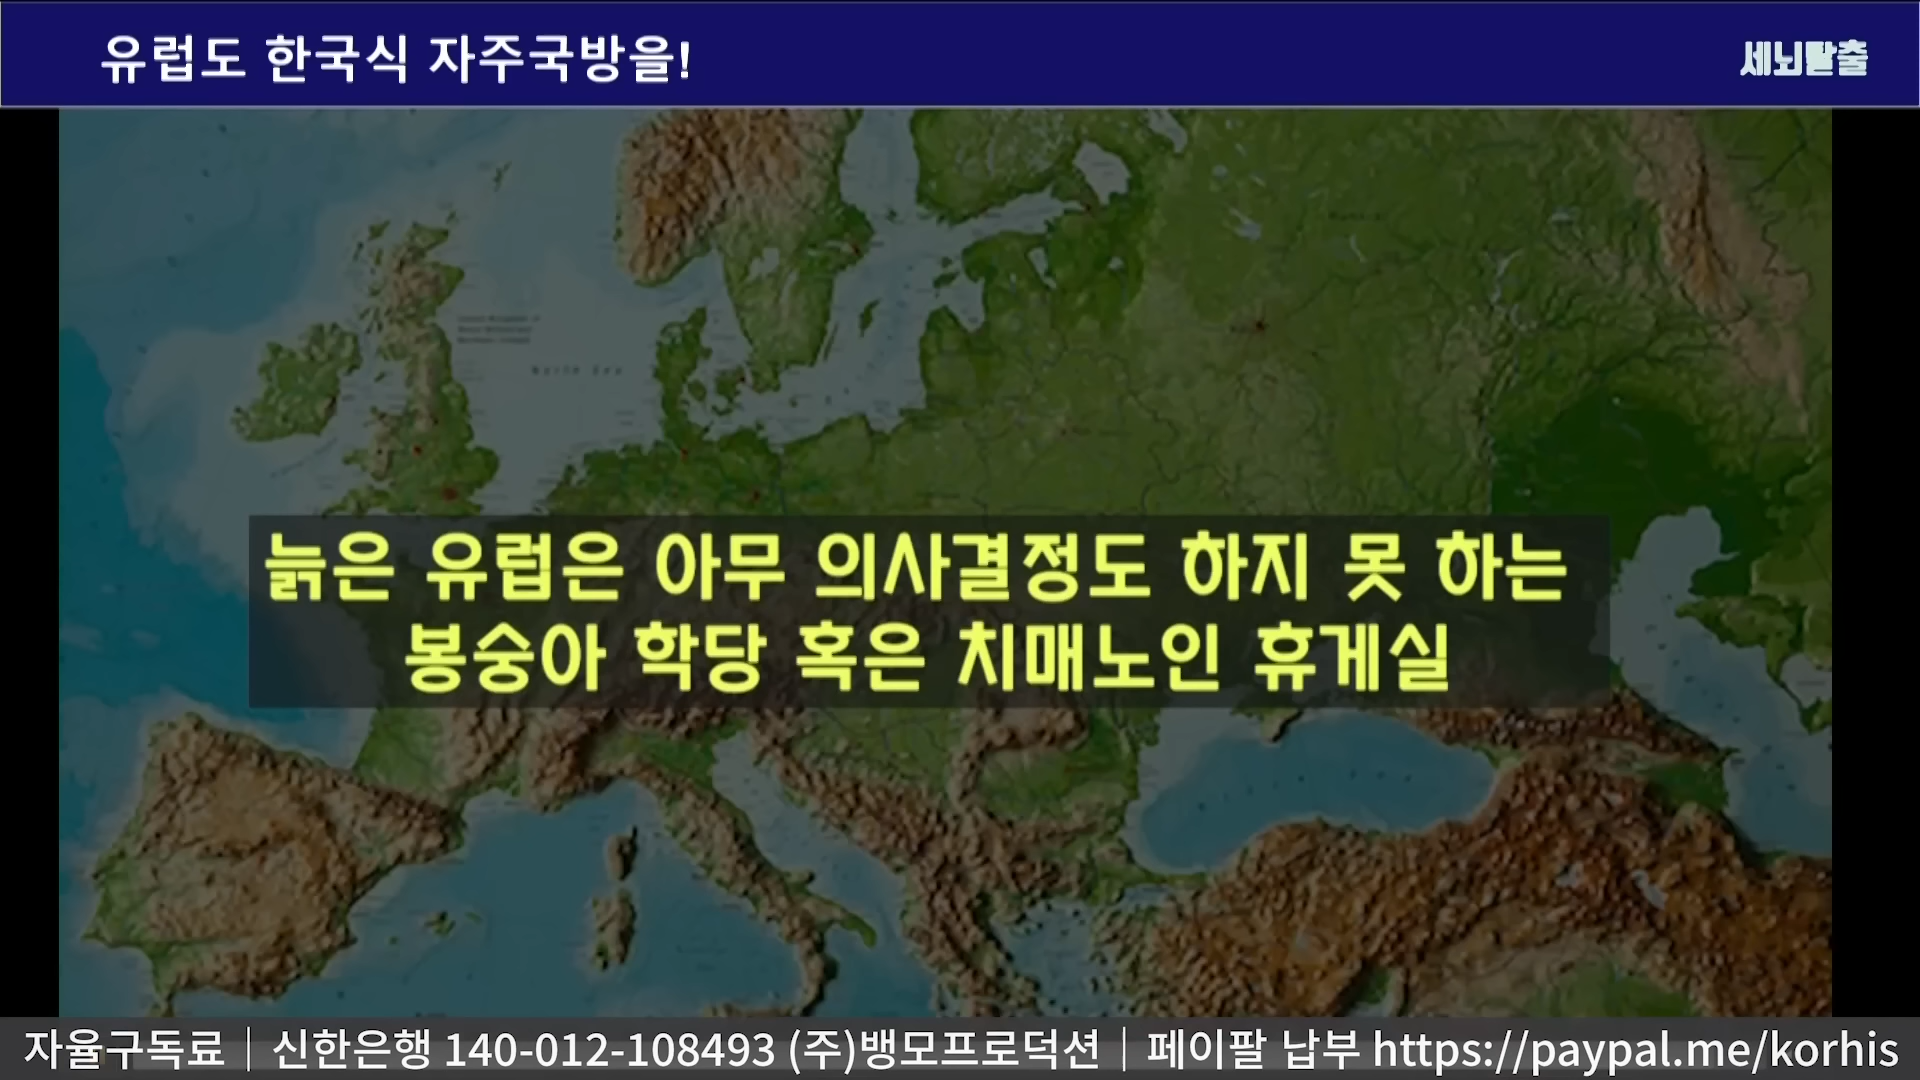 유럽도 한국식 자주국방을!
세뇌탈출
North Sea
늙은 유럽은 아무 의사결정도 하지 못 하는
봉숭아 학당 혹은 치매노인 휴게실
자율구독료｜신한은행 140-012-108493 (주)뱅모프로덕션｜페이팔 납부 https://paypal.me/korhis